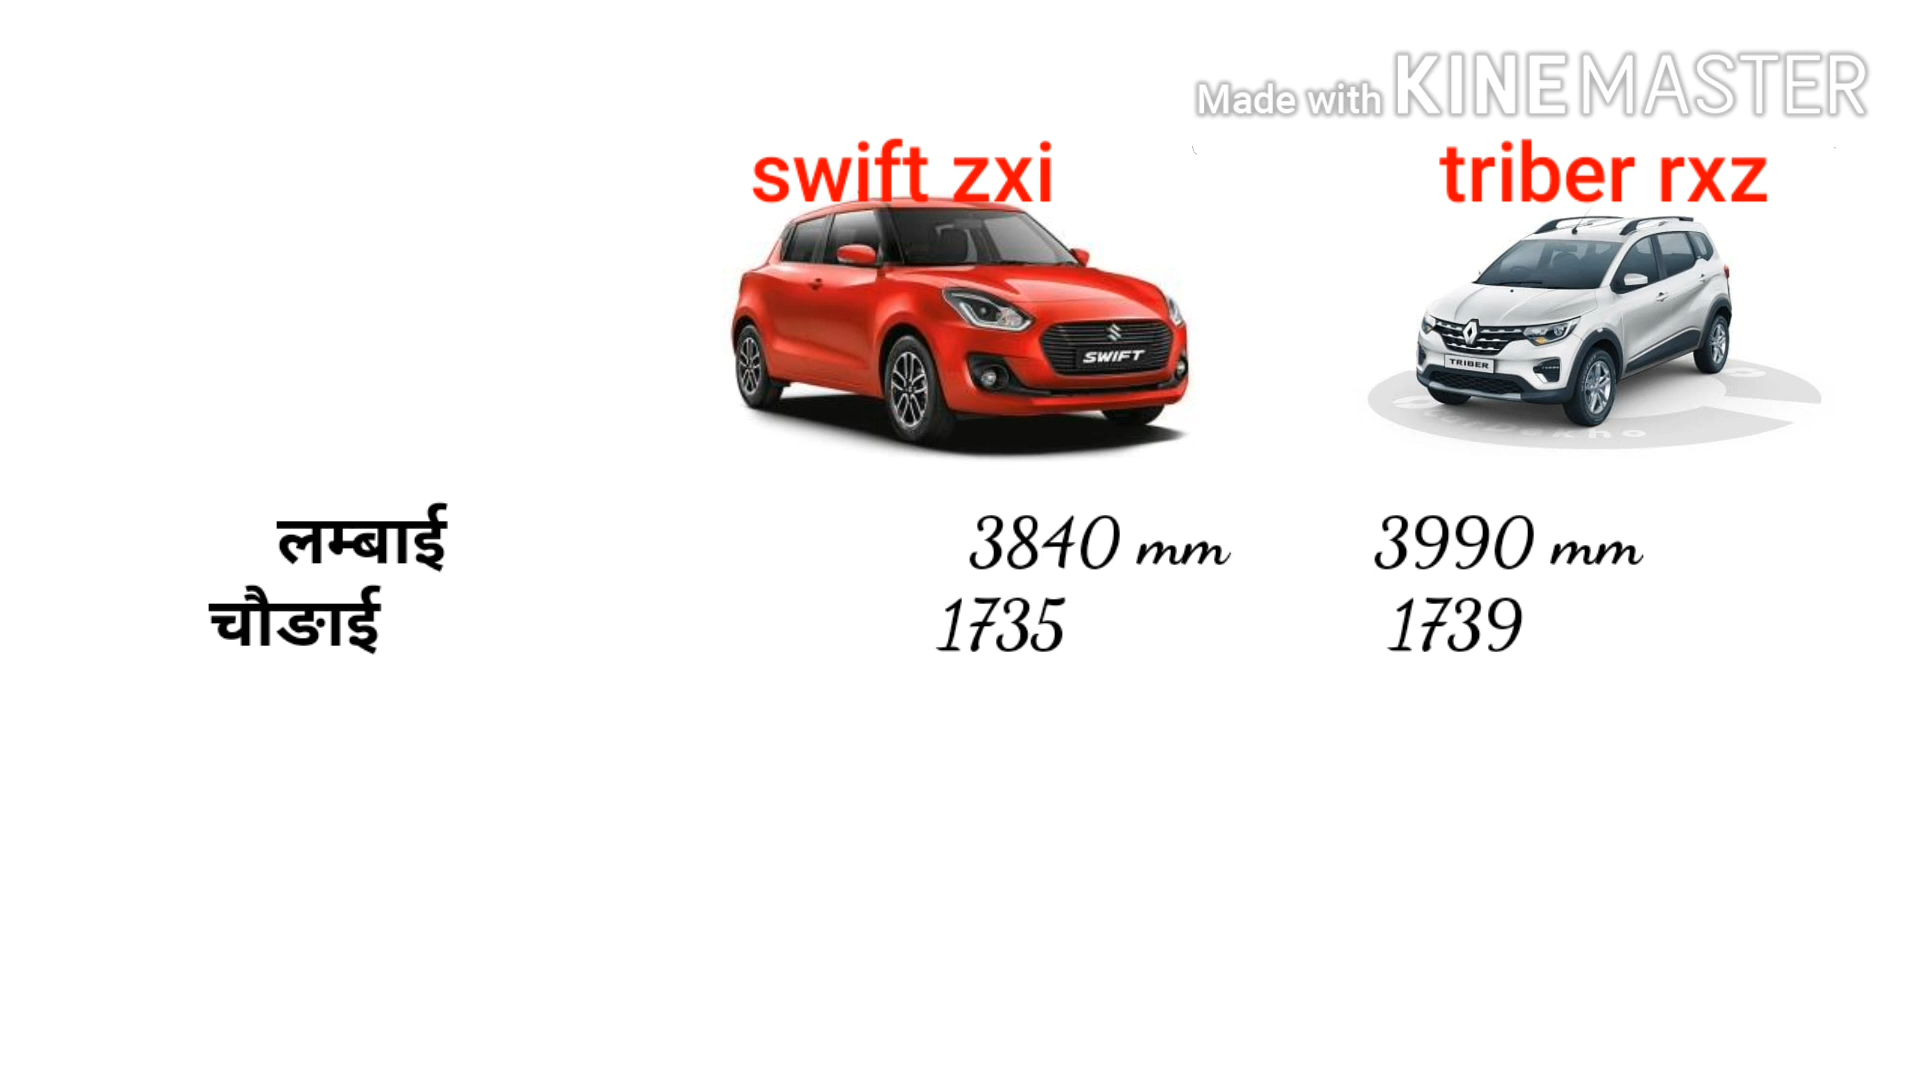 Made with KINEMASTER
swift zxi triber rxz
SWIFT
TRIBER
लम्बाई 3840 mm 3990 mm
चौङाई 1735 1739